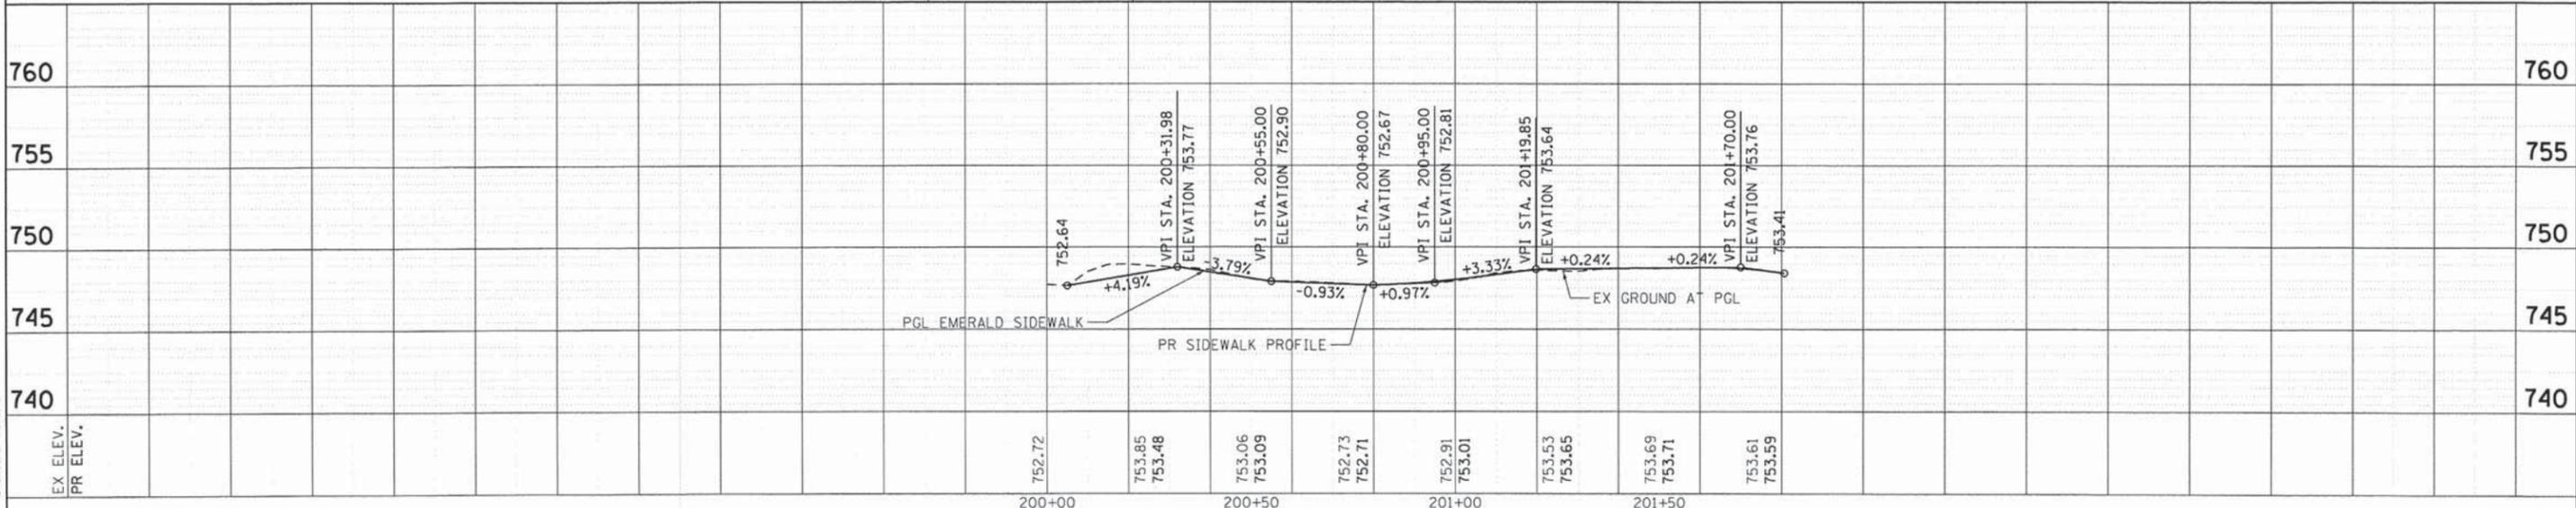 760
760
755
755
750
750
745
745
740
740
752.64
VPI STA. 200+31.98
ELEVATION 753.77
VPI STA. 200+55.00
ELEVATION 752.90
VPI STA. 200+80.00
ELEVATION 752.67
VPI STA. 200+95.00
ELEVATION 752.81
VPI STA. 201+19.85
ELEVATION 753.64
VPI STA. 201+70.00
ELEVATION 753.76
753.41
+4.19%
-3.79%
-0.93%
+0.97%
+3.33%
+0.24%
+0.24%
PGL EMERALD SIDEWALK
PR SIDEWALK PROFILE
EX GROUND AT PGL
EX ELEV.
PR ELEV.
752.72
753.85
753.48
753.06
753.09
752.73
752.71
752.91
753.01
753.53
753.65
753.69
753.71
753.61
753.59
200+00
200+50
201+00
201+50